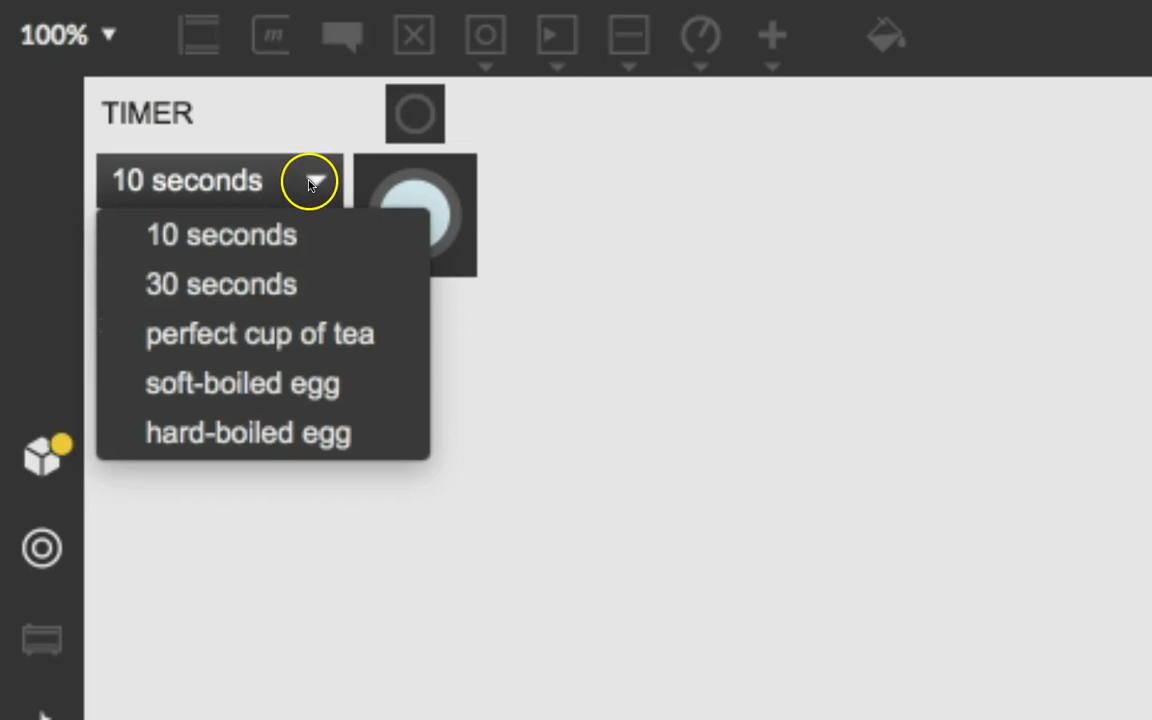 100%
m
TIMER
10 seconds
10 seconds
30 seconds
perfect cup of tea
soft-boiled egg
hard-boiled egg